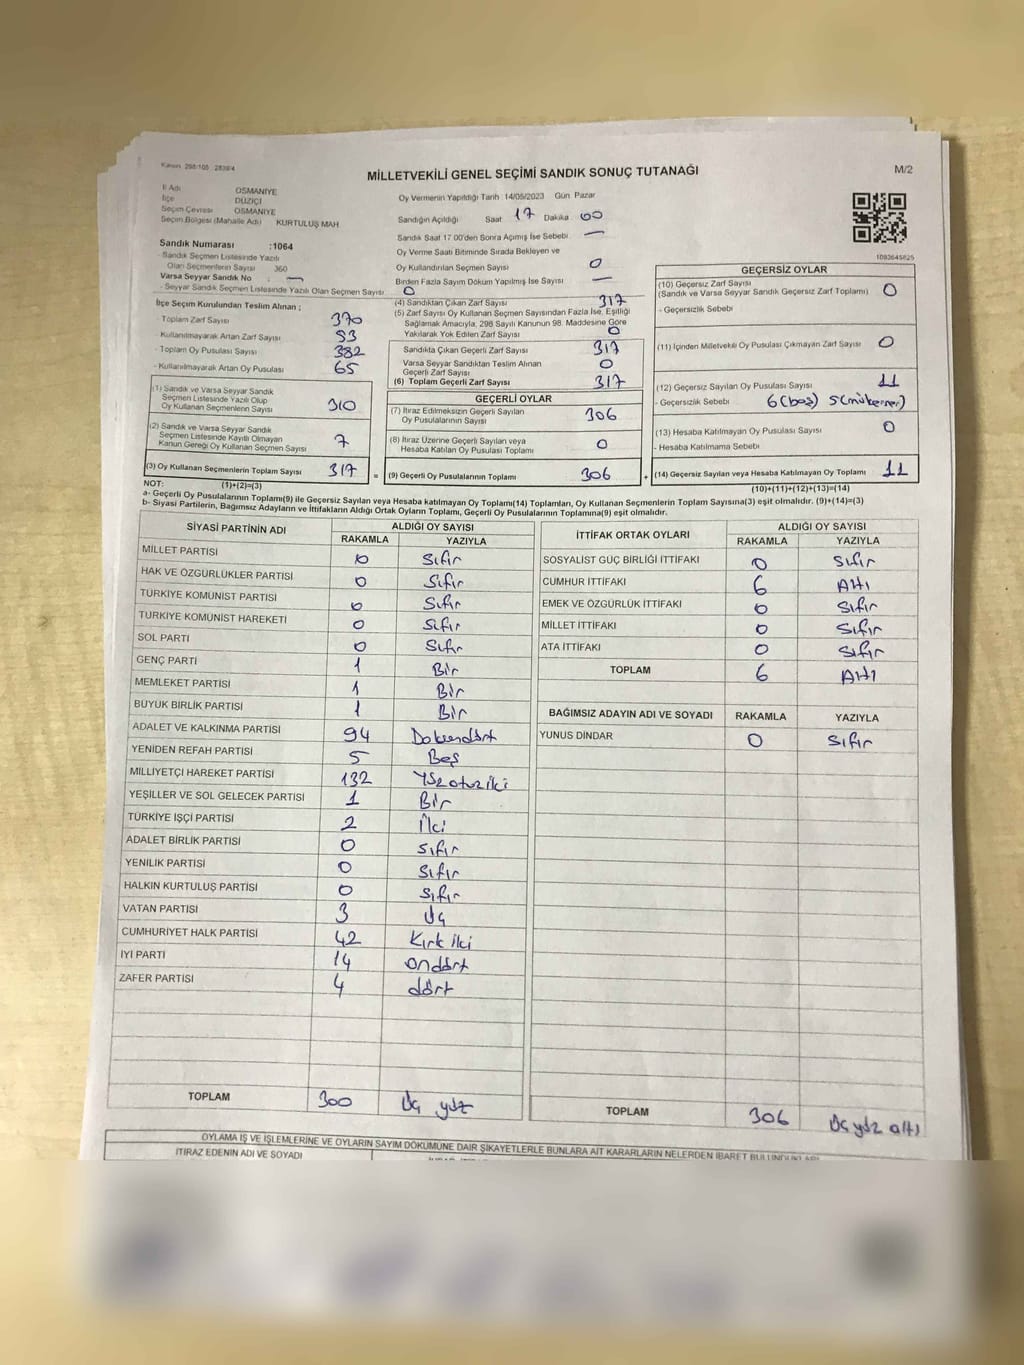 Kanun 298/105 2839/4
MİLLETVEKİLİ GENEL SEÇİMİ SANDIK SONUÇ TUTANAĞI
M/2
İl Adı OSMANİYE
İlçe DÜZİÇİ
Seçim Çevresi OSMANİYE
Seçim Bölgesi (Mahalle Adı) KURTULUŞ MAH
Oy Vermenin Yapıldığı Tarih 14/05/2023 Gün Pazar
Sandığın Açıldığı Saat 17 Dakika 00
Sandık Saat 17:00'den Sonra Açımış İse Sebebi —
Oy Verme Saati Bitiminde Sırada Bekleyen ve
Oy Kullandırılan Seçmen Sayısı 0
Birden Fazla Sayım Döküm Yapılmış İse Sayısı —
Sandık Numarası :1064
- Sandık Seçmen Listesinde Yazılı
Olan Seçmenlerin Sayısı 360
Varsa Seyyar Sandık No : —
- Seyyar Sandık Seçmen Listesinde Yazılı Olan Seçmen Sayısı 0
İlçe Seçim Kurulundan Teslim Alınan ;
- Toplam Zarf Sayısı 370
- Kullanılmayarak Artan Zarf Sayısı 53
- Toplam Oy Pusulası Sayısı 382
- Kullanılmayarak Artan Oy Pusulası 65
(1) Sandık ve Varsa Seyyar Sandık
Seçmen Listesinde Yazılı Olup
Oy Kullanan Seçmenlerin Sayısı 310
(2) Sandık ve Varsa Seyyar Sandık
Seçmen Listesinde Kayıtlı Olmayan
Kanun Gereği Oy Kullanan Seçmen Sayısı 7
(3) Oy Kullanan Seçmenlerin Toplam Sayısı 317
(4) Sandıktan Çıkan Zarf Sayısı 317
(5) Zarf Sayısı Oy Kullanan Seçmen Sayısından Fazla İse, Eşitliği
Sağlamak Amacıyla, 298 Sayılı Kanunun 98. Maddesine Göre
Yakılarak Yok Edilen Zarf Sayısı 0
Sandıkta Çıkan Geçerli Zarf Sayısı 317
Varsa Seyyar Sandıktan Teslim Alınan
Geçerli Zarf Sayısı 0
(6) Toplam Geçerli Zarf Sayısı 317
GEÇERLİ OYLAR
(7) İtiraz Edilmeksizin Geçerli Sayılan
Oy Pusulalarının Sayısı 306
(8) İtiraz Üzerine Geçerli Sayılan veya
Hesaba Katılan Oy Pusulası Toplamı 0
= (9) Geçerli Oy Pusulalarının Toplamı 306
1093645625
GEÇERSİZ OYLAR
(10) Geçersiz Zarf Sayısı
(Sandık ve Varsa Seyyar Sandık Geçersiz Zarf Toplamı) 0
- Geçersizlik Sebebi
(11) İçinden Milletvekili Oy Pusulası Çıkmayan Zarf Sayısı 0
(12) Geçersiz Sayılan Oy Pusulası Sayısı 11
- Geçersizlik Sebebi 6(boş) 5(mükerrer)
(13) Hesaba Katılmayan Oy Pusulası Sayısı 0
- Hesaba Katılmama Sebebi
+ (14) Geçersiz Sayılan veya Hesaba Katılmayan Oy Toplamı 11
NOT: (1)+(2)=(3)
(10)+(11)+(12)+(13)=(14)
a- Geçerli Oy Pusulalarının Toplamı(9) ile Geçersiz Sayılan veya Hesaba katılmayan Oy Toplamı(14) Toplamları, Oy Kullanan Seçmenlerin Toplam Sayısına(3) eşit olmalıdır. (9)+(14)=(3)
b- Siyasi Partilerin, Bağımsız Adayların ve İttifakların Aldığı Ortak Oyların Toplamı, Geçerli Oy Pusulalarının Toplamına(9) eşit olmalıdır.
SİYASİ PARTİNİN ADI ALDIĞI OY SAYISI
RAKAMLA YAZIYLA
MİLLET PARTİSİ 0 Sıfır
HAK VE ÖZGÜRLÜKLER PARTİSİ 0 Sıfır
TÜRKİYE KOMÜNİST PARTİSİ 0 Sıfır
TÜRKİYE KOMÜNİST HAREKETİ 0 Sıfır
SOL PARTİ 0 Sıfır
GENÇ PARTİ 1 Bir
MEMLEKET PARTİSİ 1 Bir
BÜYÜK BİRLİK PARTİSİ 1 Bir
ADALET VE KALKINMA PARTİSİ 94
YENİDEN REFAH PARTİSİ 5 Beş
MİLLİYETÇİ HAREKET PARTİSİ 132 Yüzotuziki
YEŞİLLER VE SOL GELECEK PARTİSİ 1 Bir
TÜRKİYE İŞÇİ PARTİSİ 2 İki
ADALET BİRLİK PARTİSİ 0 Sıfır
YENİLİK PARTİSİ 0 Sıfır
HALKIN KURTULUŞ PARTİSİ 0 Sıfır
VATAN PARTİSİ 3 Üç
CUMHURİYET HALK PARTİSİ 42 Kırk iki
İYİ PARTİ 14 ondört
ZAFER PARTİSİ 4 dört
TOPLAM 300 Üç yüz
İTTİFAK ORTAK OYLARI ALDIĞI OY SAYISI
RAKAMLA YAZIYLA
SOSYALİST GÜÇ BİRLİĞİ İTTİFAKI 0 Sıfır
CUMHUR İTTİFAKI 6 Altı
EMEK VE ÖZGÜRLÜK İTTİFAKI 0 Sıfır
MİLLET İTTİFAKI 0 Sıfır
ATA İTTİFAKI 0 Sıfır
TOPLAM 6 Altı
BAĞIMSIZ ADAYIN ADI VE SOYADI RAKAMLA YAZIYLA
YUNUS DİNDAR 0 Sıfır
TOPLAM 306 Üç yüz altı
OYLAMA İŞ VE İŞLEMLERİNE VE OYLARIN SAYIM DÖKÜMÜNE DAİR ŞİKAYETLERLE BUNLARA AİT KARARLARIN NELERDEN İBARET BULUNDUKLARI
İTİRAZ EDENİN ADI VE SOYADI